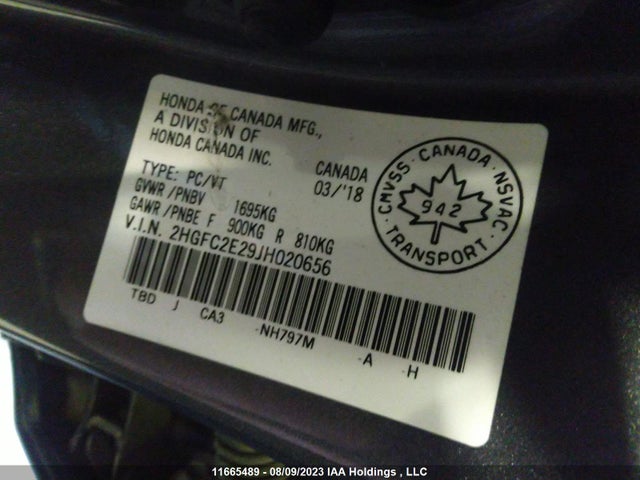 HONDA OF CANADA MFG.,
A DIVISION OF
HONDA CANADA INC.
CANADA
TYPE: PC/VT
03/'18
GVWR/PNBV 1695KG
GAWR/PNBE F 900KG R 810KG
V.I.N. 2HGFC2E29JH020656
TBD J CA3 -NH797M -A -H
CMVSS · CANADA · NSVAC
942
TRANSPORT
11665489 - 08/09/2023 IAA Holdings , LLC